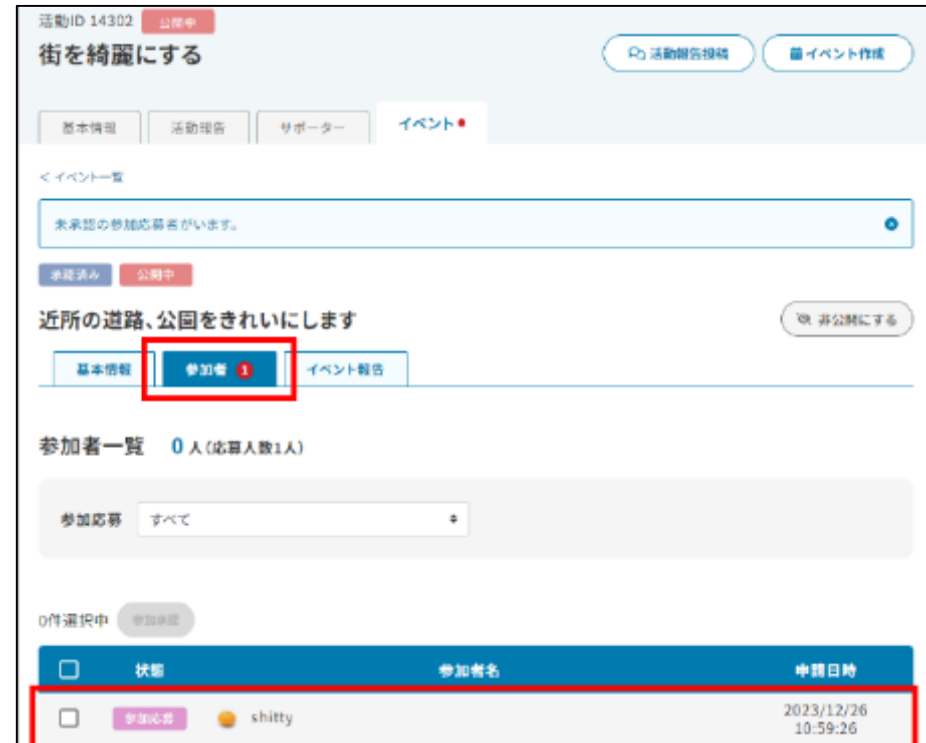 活動ID 14302 公開中
街を綺麗にする
活動報告投稿 イベント作成
基本情報 活動報告 サポーター イベント
< イベント一覧
未承認の参加応募者がいます。
承認済み 公開中
近所の道路、公園をきれいにします
非公開にする
基本情報 参加者 1 イベント報告
参加者一覧 0 人(応募人数1人)
参加応募 すべて
0件選択中 参加承認
状態 参加者名 申請日時
参加応募 shitty 2023/12/26
10:59:26